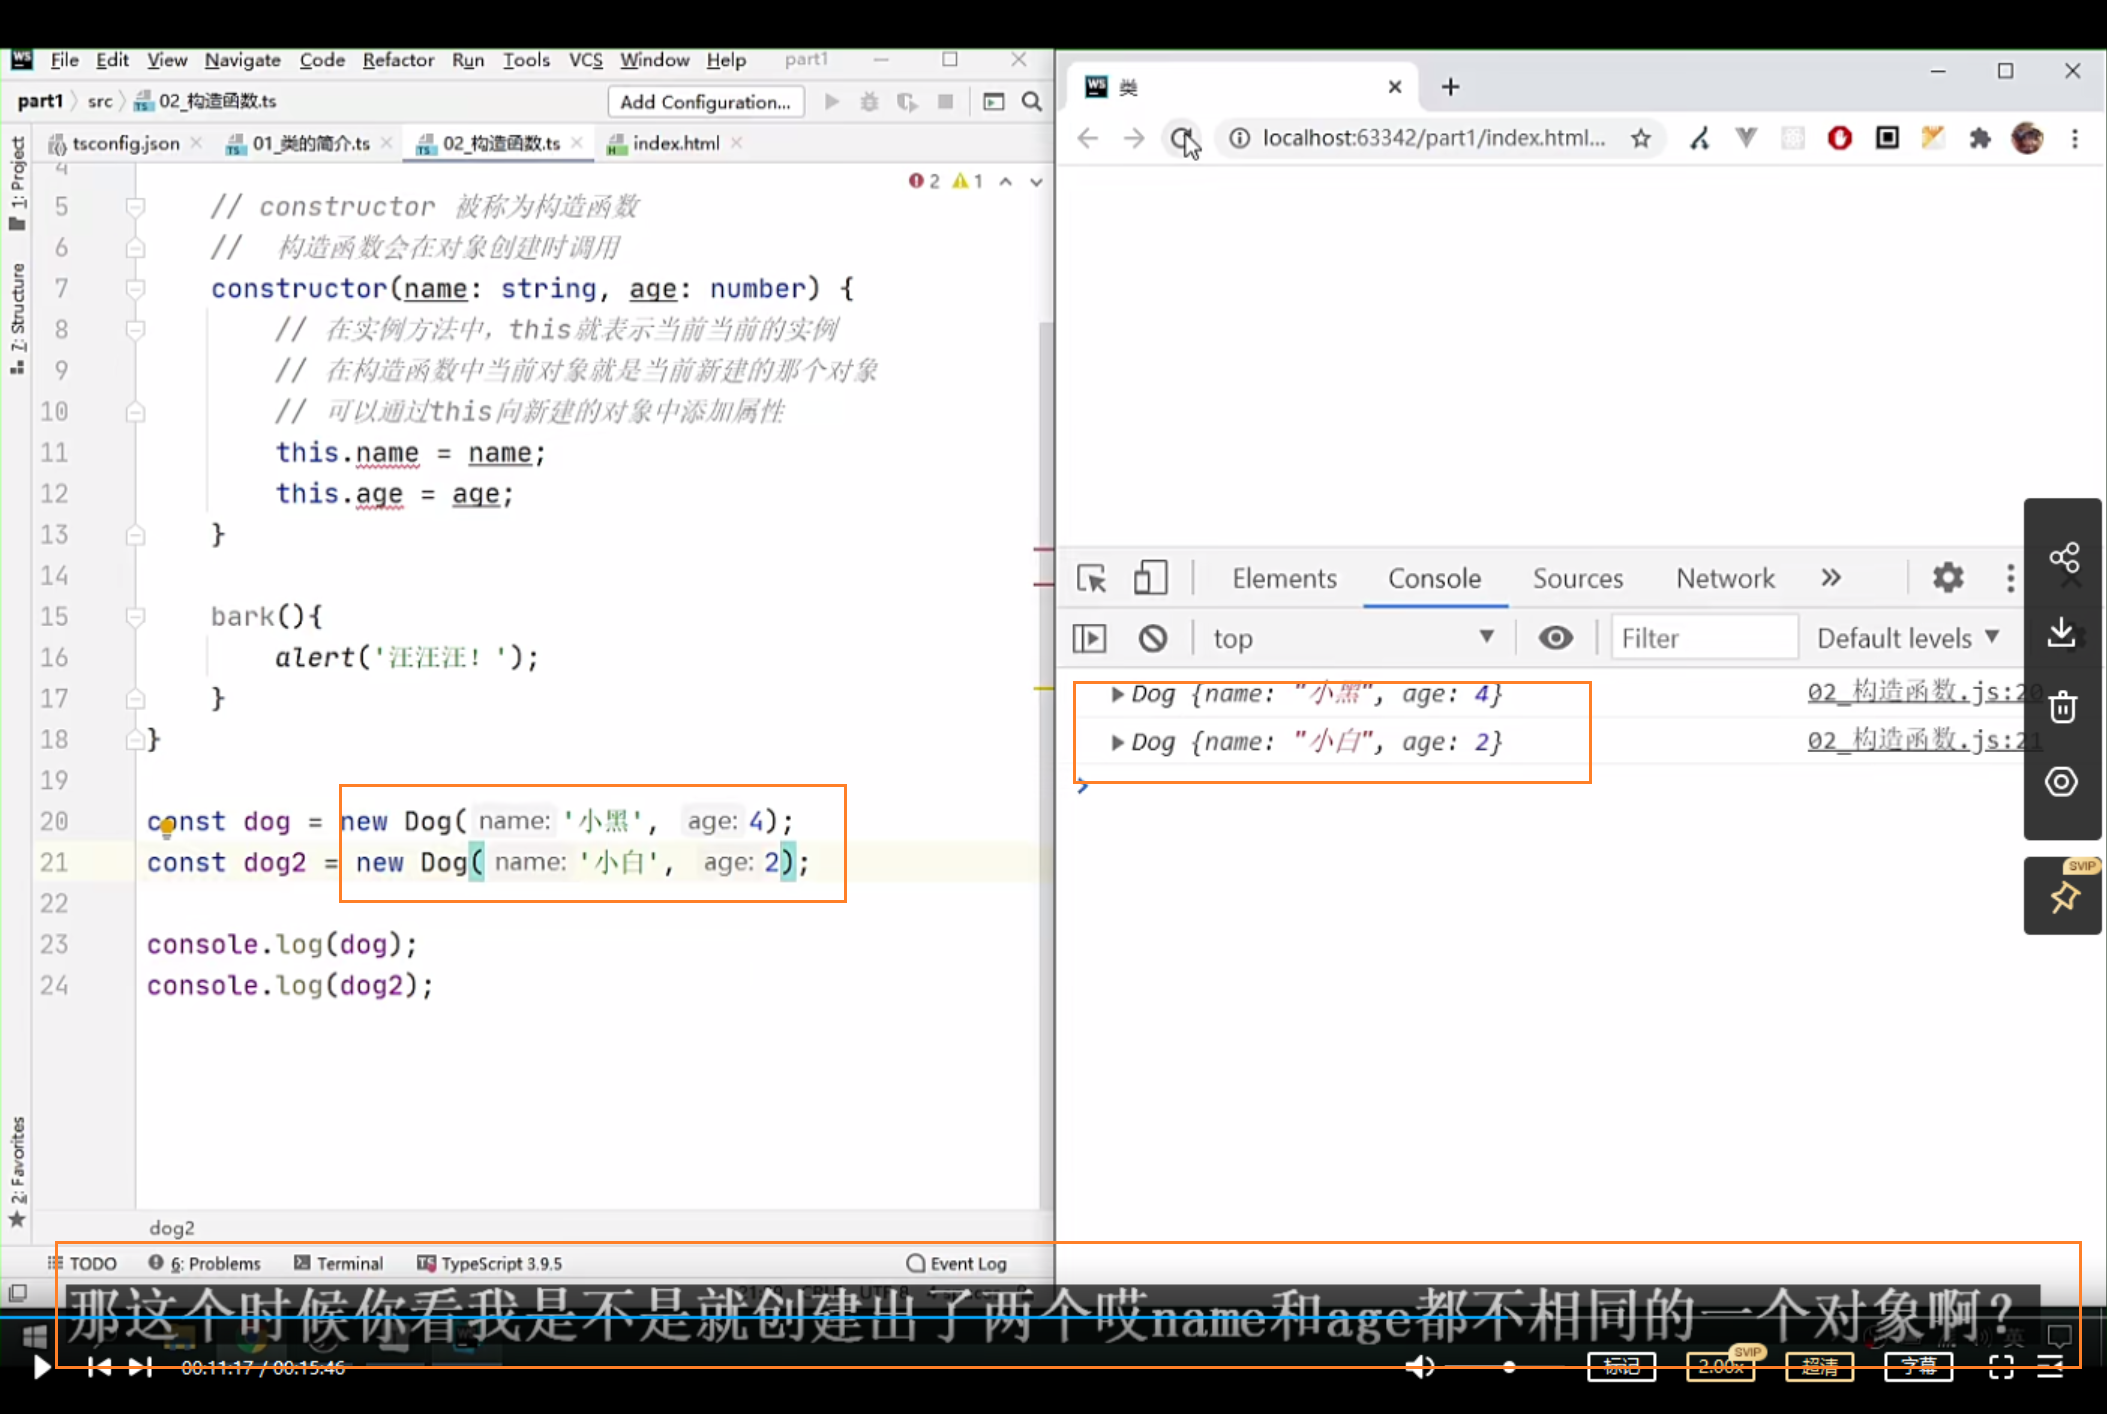 File Edit View Navigate Code Refactor Run Tools VCS Window Help part1
part1 src 02_构造函数.ts Add Configuration...
tsconfig.json 01_类的简介.ts 02_构造函数.ts index.html
1: Project
7: Structure
2: Favorites
2 1
4
5 // constructor 被称为构造函数
6 // 构造函数会在对象创建时调用
7 constructor(name: string, age: number) {
8 // 在实例方法中，this就表示当前当前的实例
9 // 在构造函数中当前对象就是当前新建的那个对象
10 // 可以通过this向新建的对象中添加属性
11 this.name = name;
12 this.age = age;
13 }
14
15 bark(){
16 alert('汪汪汪！');
17 }
18 }
19
20 const dog = new Dog( name: '小黑', age: 4);
21 const dog2 = new Dog( name: '小白', age: 2);
22
23 console.log(dog);
24 console.log(dog2);
dog2
TODO 6: Problems Terminal TypeScript 3.9.5 Event Log
类
localhost:63342/part1/index.html...
Elements Console Sources Network
top Filter Default levels
Dog {name: "小黑", age: 4} 02_构造函数.js:20
Dog {name: "小白", age: 2} 02_构造函数.js:21
SVIP
那这个时候你看我是不是就创建出了两个哎name和age都不相同的一个对象啊？
英
00:11:17 / 00:15:46 标记 2.00x SVIP 超清 字幕